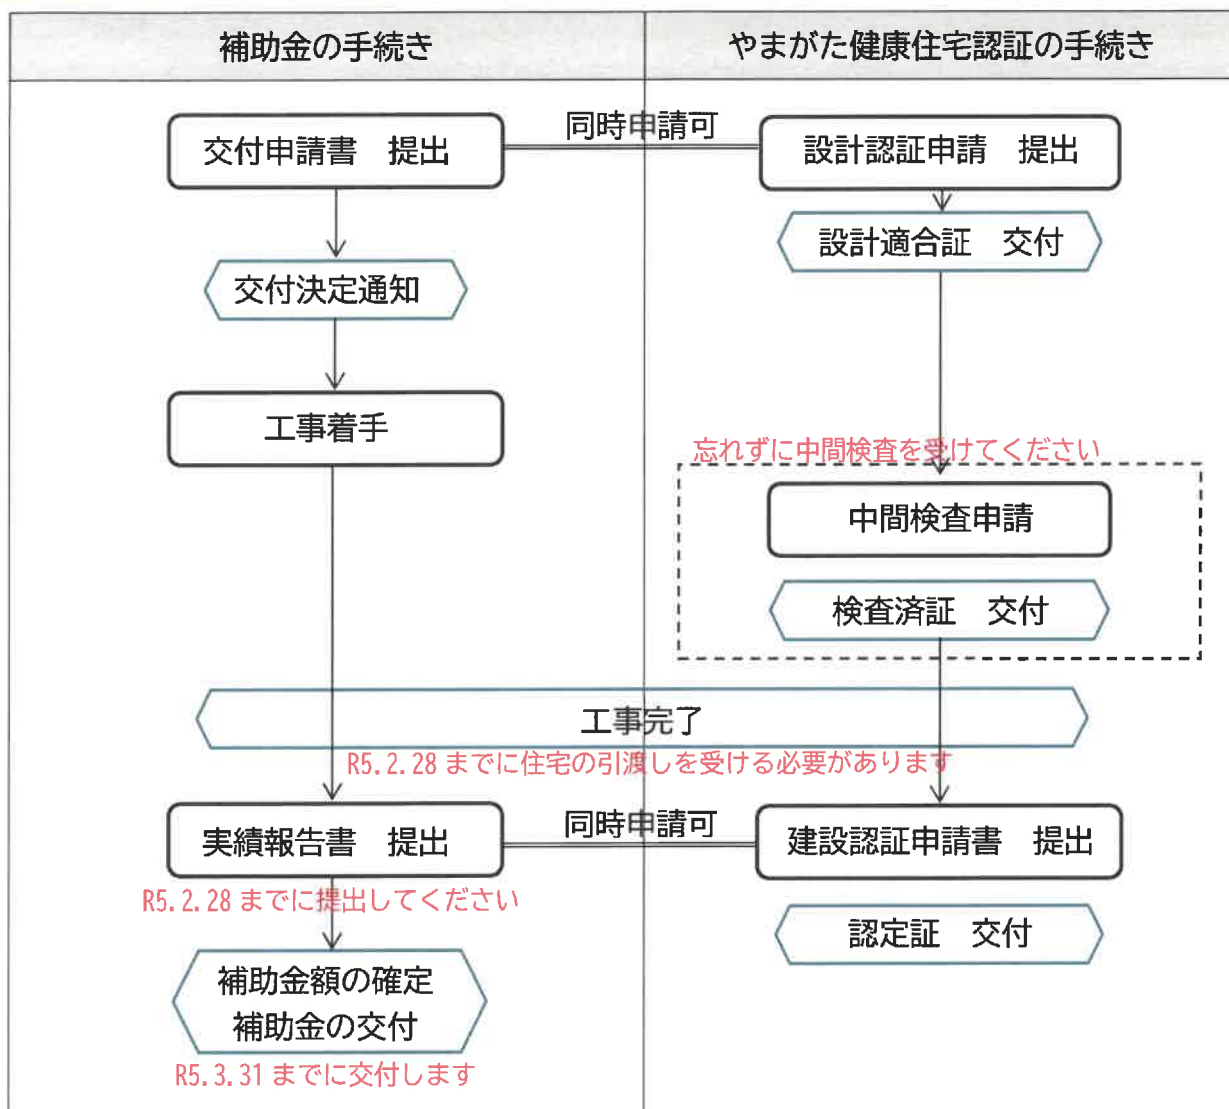 補助金の手続き
やまがた健康住宅認証の手続き
交付申請書　提出
同時申請可
設計認証申請　提出
設計適合証　交付
交付決定通知
工事着手
忘れずに中間検査を受けてください
中間検査申請
検査済証　交付
工事完了
R5.2.28 までに住宅の引渡しを受ける必要があります
実績報告書　提出
同時申請可
建設認証申請書　提出
R5.2.28 までに提出してください
認定証　交付
補助金額の確定
補助金の交付
R5.3.31 までに交付します